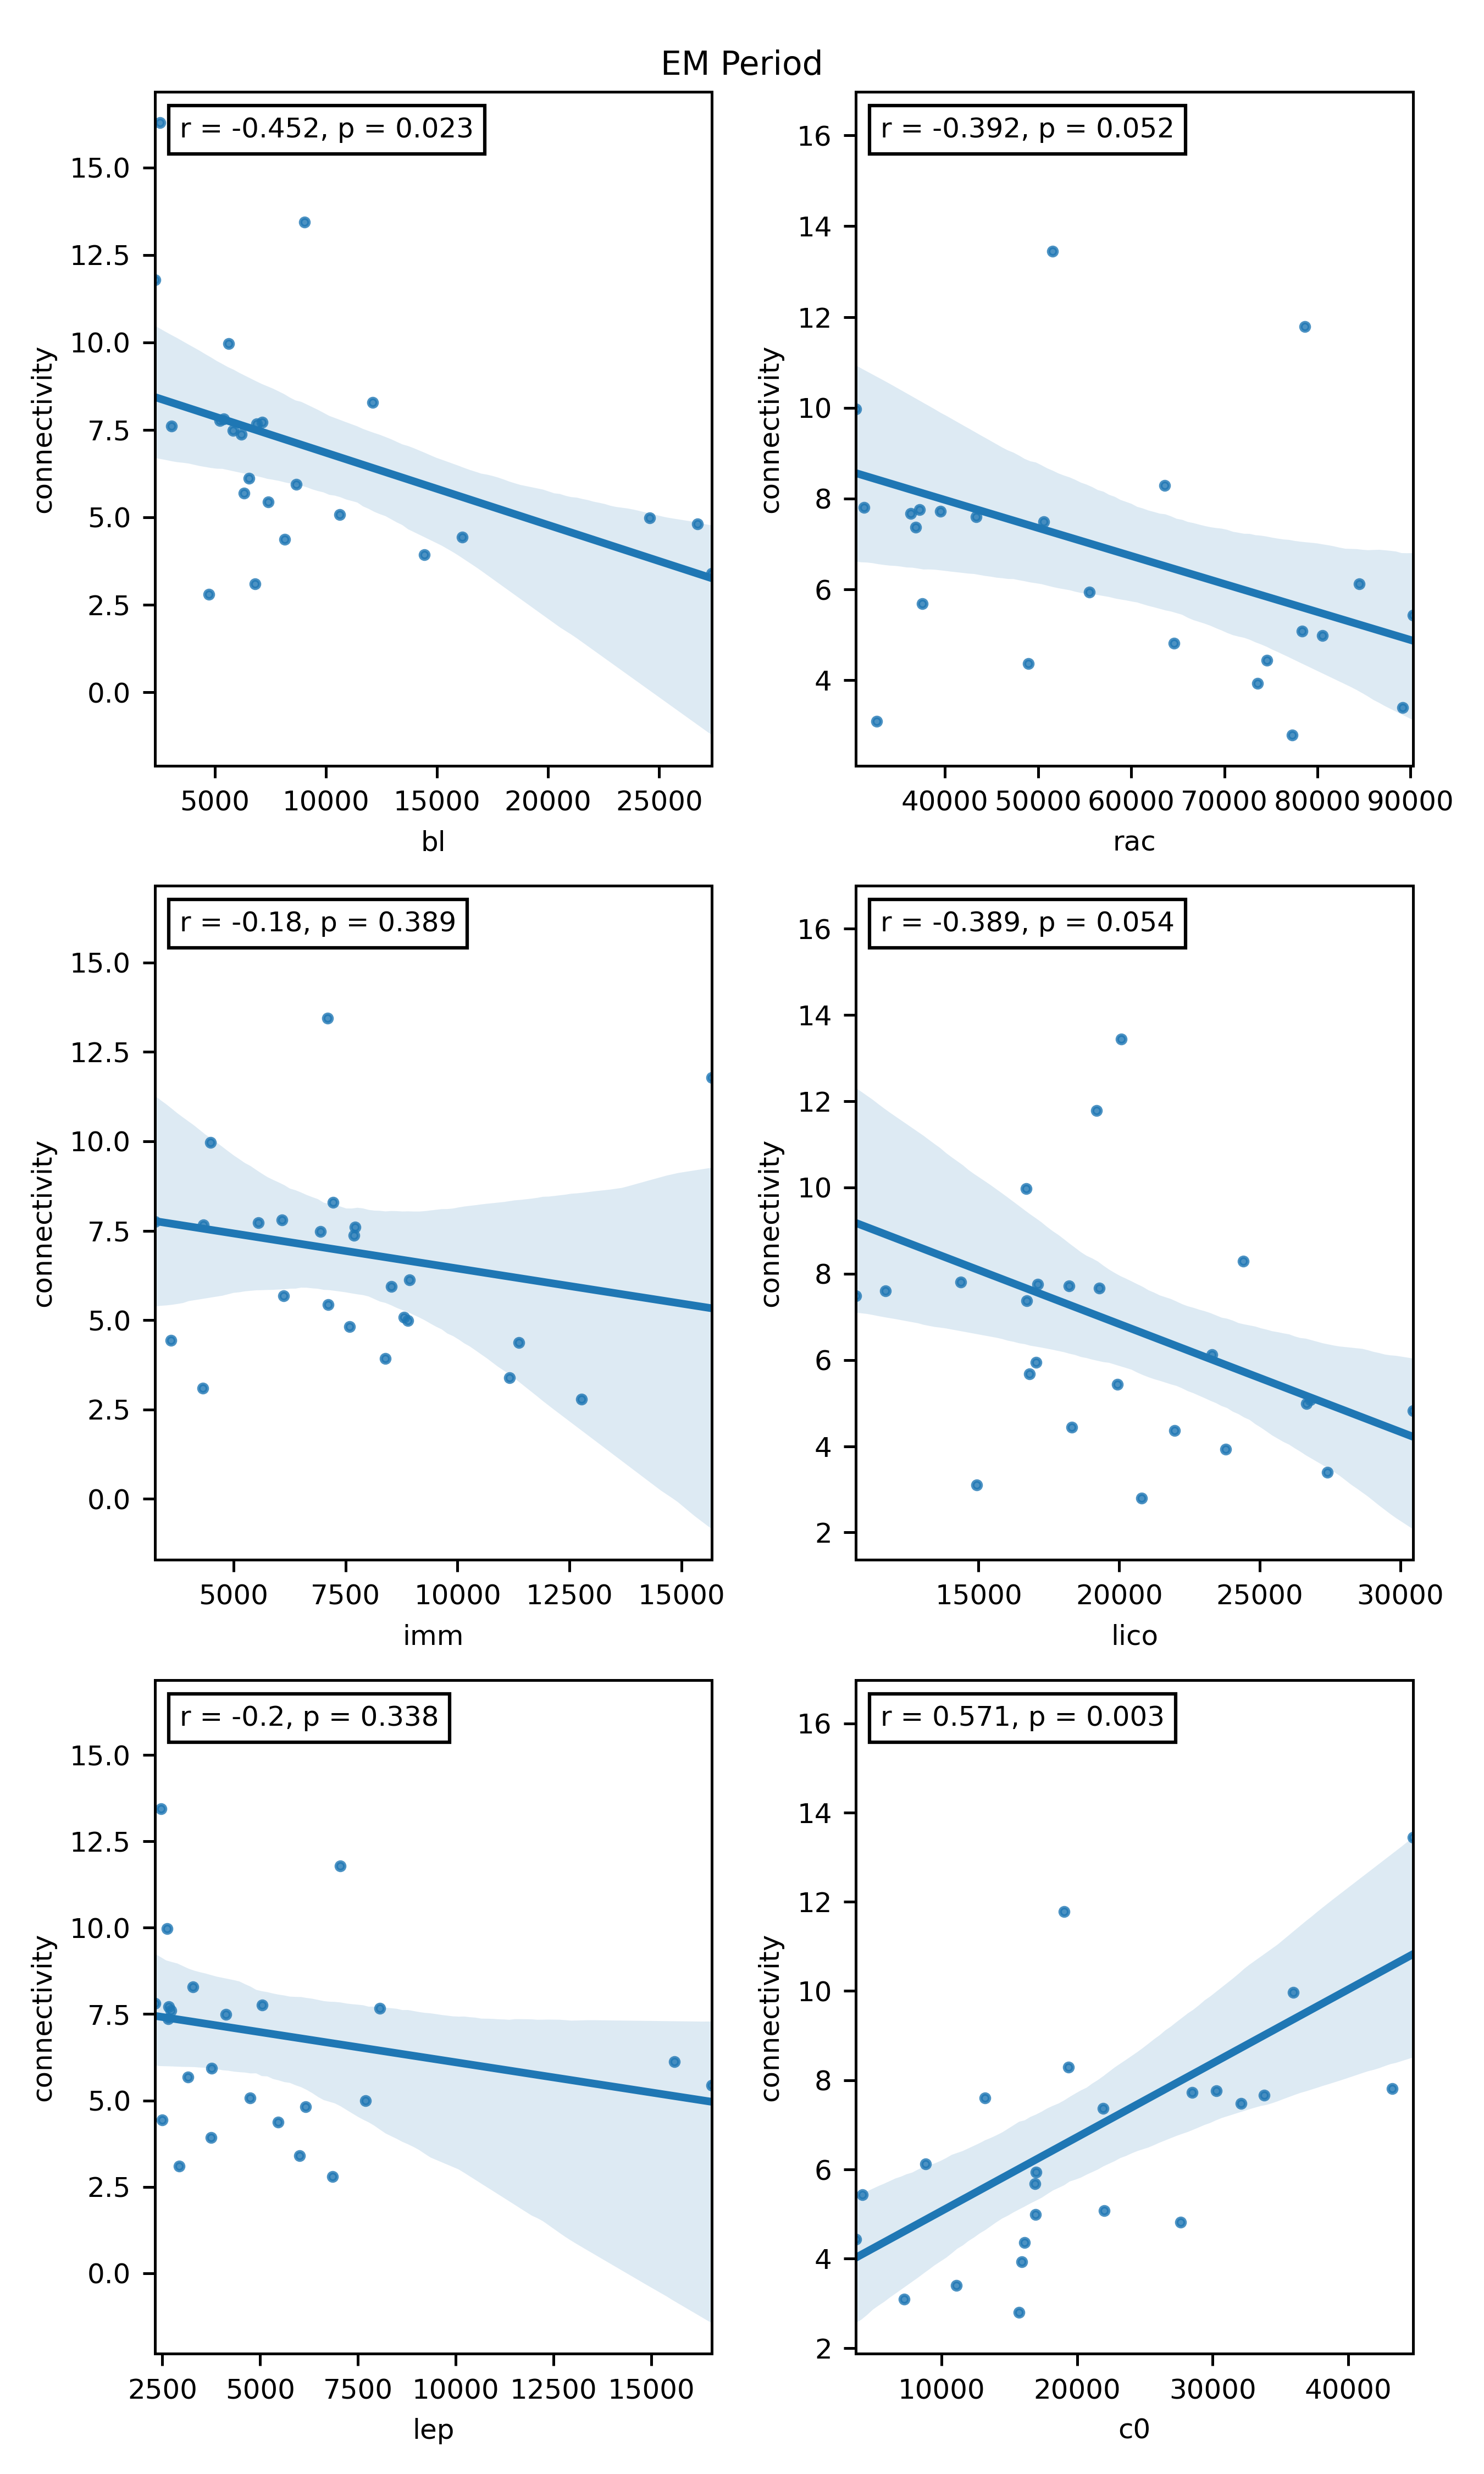 EM Period
r = -0.452, p = 0.023
connectivity
15.0
12.5
10.0
7.5
5.0
2.5
0.0
5000 10000 15000 20000 25000
bl
r = -0.392, p = 0.052
connectivity
16
14
12
10
8
6
4
40000 50000 60000 70000 80000 90000
rac
r = -0.18, p = 0.389
connectivity
15.0
12.5
10.0
7.5
5.0
2.5
0.0
5000 7500 10000 12500 15000
imm
r = -0.389, p = 0.054
connectivity
16
14
12
10
8
6
4
2
15000 20000 25000 30000
lico
r = -0.2, p = 0.338
connectivity
15.0
12.5
10.0
7.5
5.0
2.5
0.0
2500 5000 7500 10000 12500 15000
lep
r = 0.571, p = 0.003
connectivity
16
14
12
10
8
6
4
2
10000 20000 30000 40000
c0